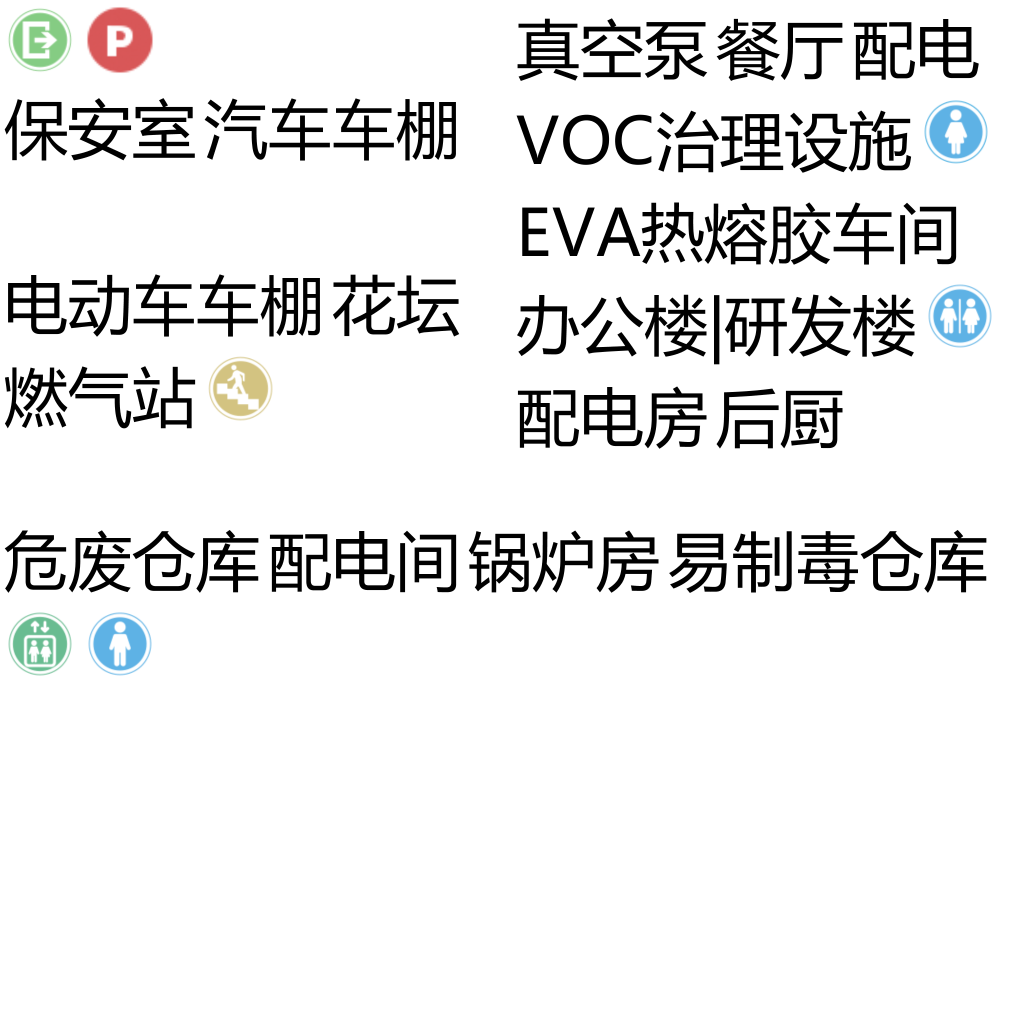 P
保安室 汽车车棚
电动车车棚 花坛
燃气站
真空泵 餐厅 配电
VOC治理设施
EVA热熔胶车间
办公楼|研发楼
配电房 后厨
危废仓库 配电间 锅炉房 易制毒仓库